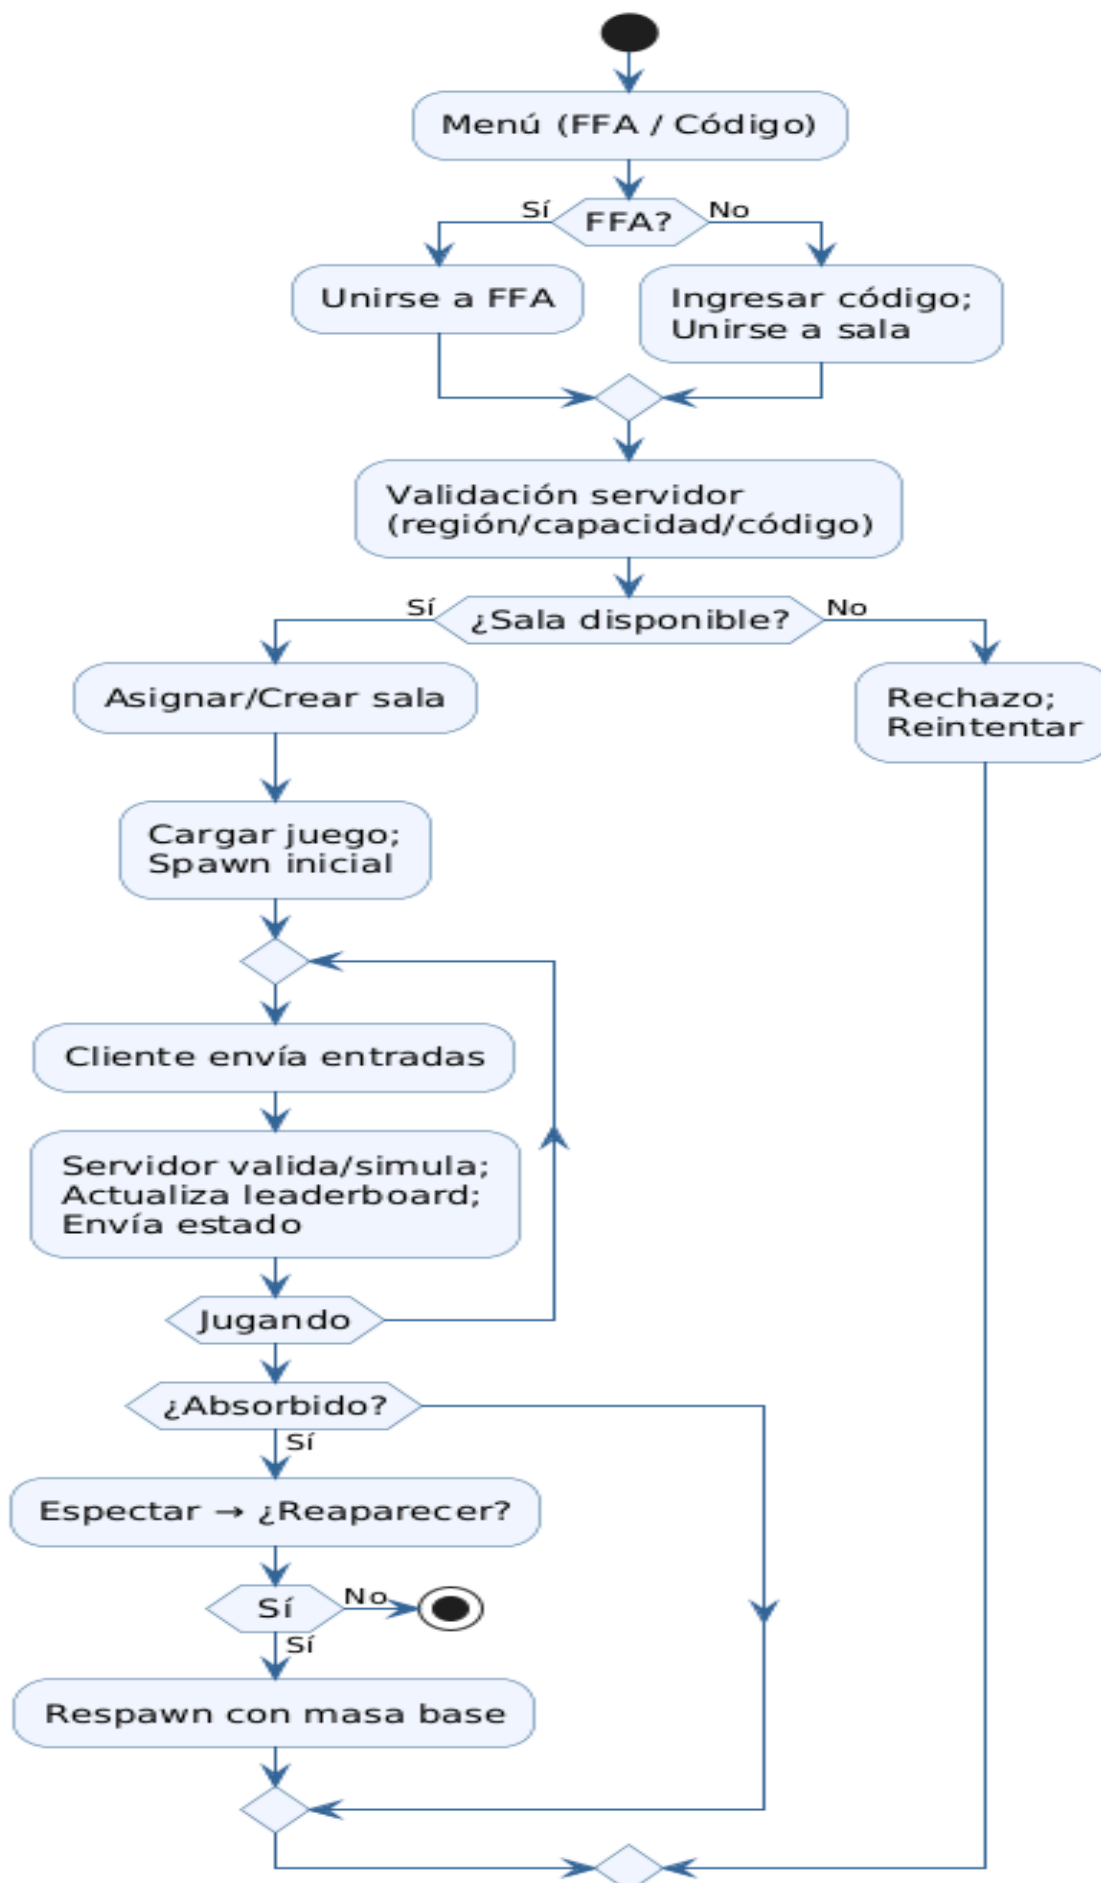 Menú (FFA / Código)
Sí
FFA?
No
Unirse a FFA
Ingresar código;
Unirse a sala
Validación servidor
(región/capacidad/código)
Sí
¿Sala disponible?
No
Asignar/Crear sala
Rechazo;
Reintentar
Cargar juego;
Spawn inicial
Cliente envía entradas
Servidor valida/simula;
Actualiza leaderboard;
Envía estado
Jugando
¿Absorbido?
Sí
Espectar → ¿Reaparecer?
Sí
No
Sí
Respawn con masa base